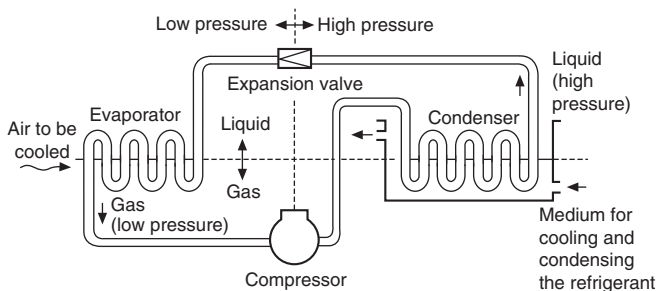 Low pressure
High pressure
Expansion valve
Liquid
(high
pressure)
Evaporator
Condenser
Air to be
cooled
Liquid
Gas
Gas
(low pressure)
Compressor
Medium for
cooling and
condensing
the refrigerant